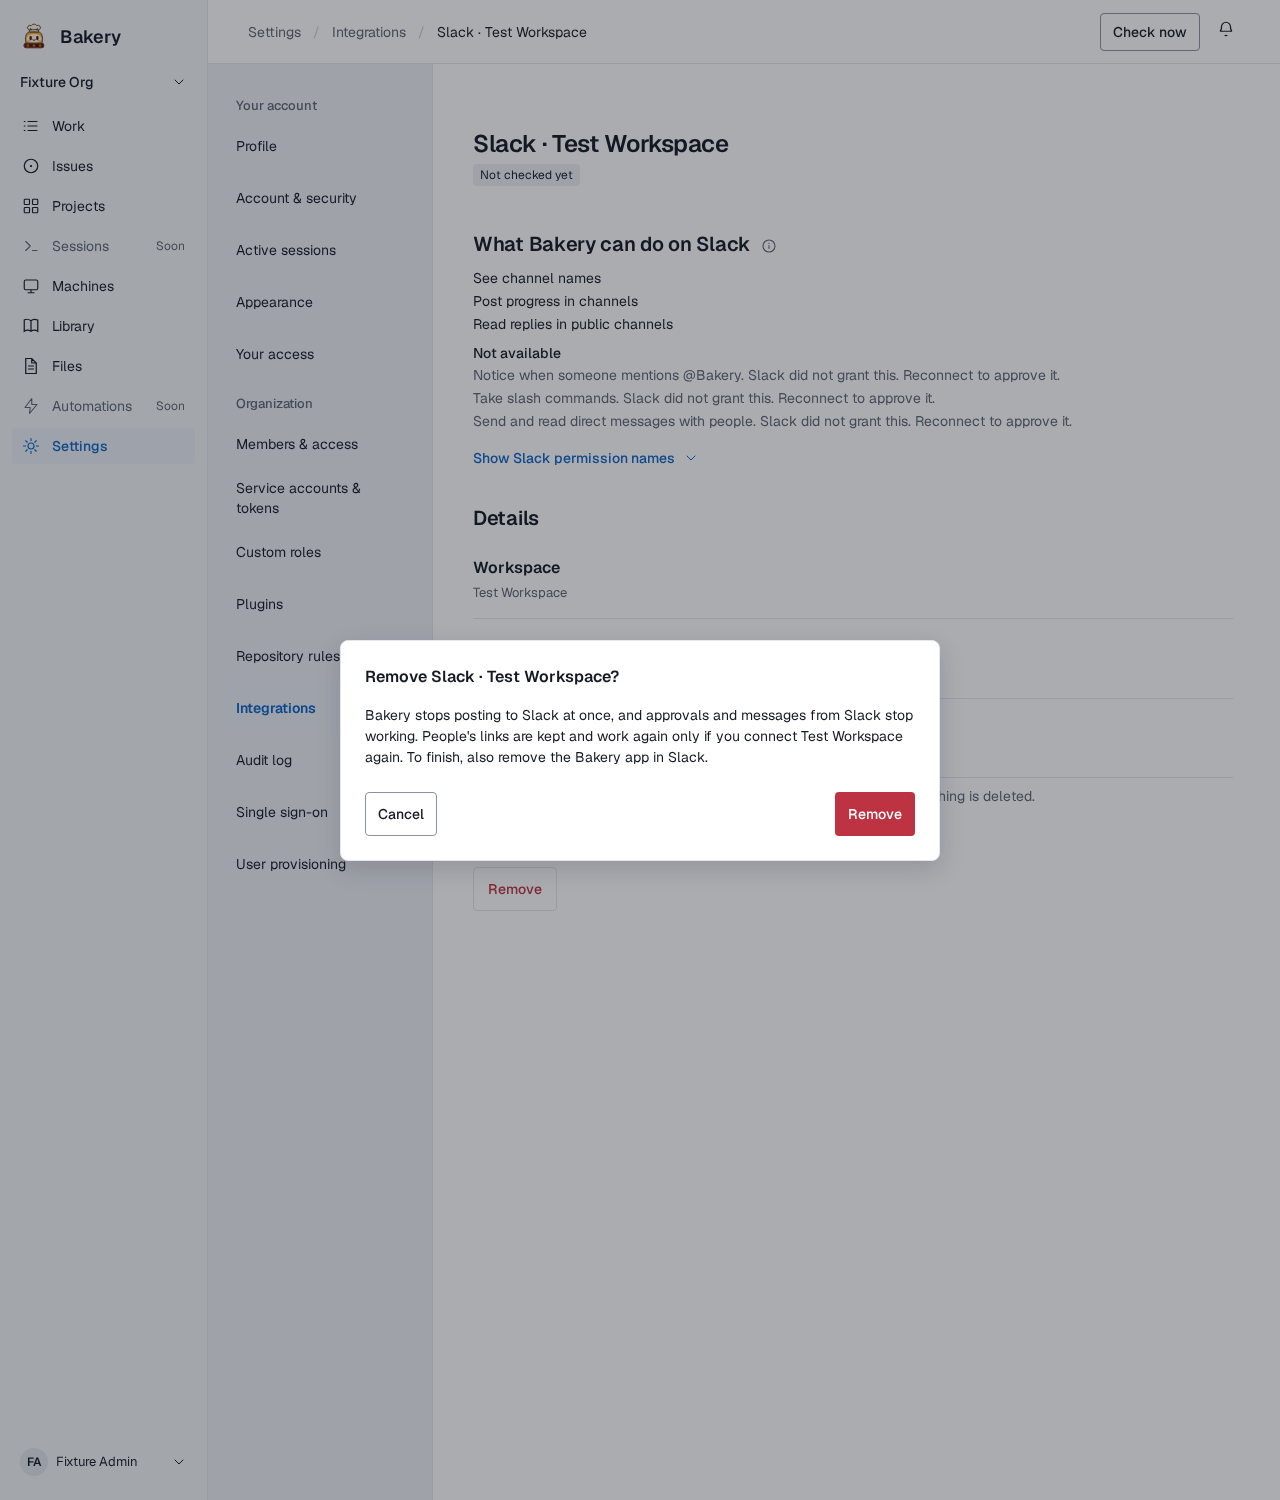 Bakery
Fixture Org
Work
Issues
Projects
Sessions Soon
Machines
Library
Files
Automations Soon
Settings
FA Fixture Admin
Settings / Integrations / Slack · Test Workspace
Check now
Your account
Profile
Account & security
Active sessions
Appearance
Your access
Organization
Members & access
Service accounts &
tokens
Custom roles
Plugins
Repository rules
Integrations
Audit log
Single sign-on
User provisioning
Slack · Test Workspace
Not checked yet
What Bakery can do on Slack
See channel names
Post progress in channels
Read replies in public channels
Not available
Notice when someone mentions @Bakery. Slack did not grant this. Reconnect to approve it.
Take slash commands. Slack did not grant this. Reconnect to approve it.
Send and read direct messages with people. Slack did not grant this. Reconnect to approve it.
Show Slack permission names
Details
Workspace
Test Workspace
Remove Slack · Test Workspace?
Bakery stops posting to Slack at once, and approvals and messages from Slack stop
working. People's links are kept and work again only if you connect Test Workspace
again. To finish, also remove the Bakery app in Slack.
Cancel
Remove
is deleted.
Remove